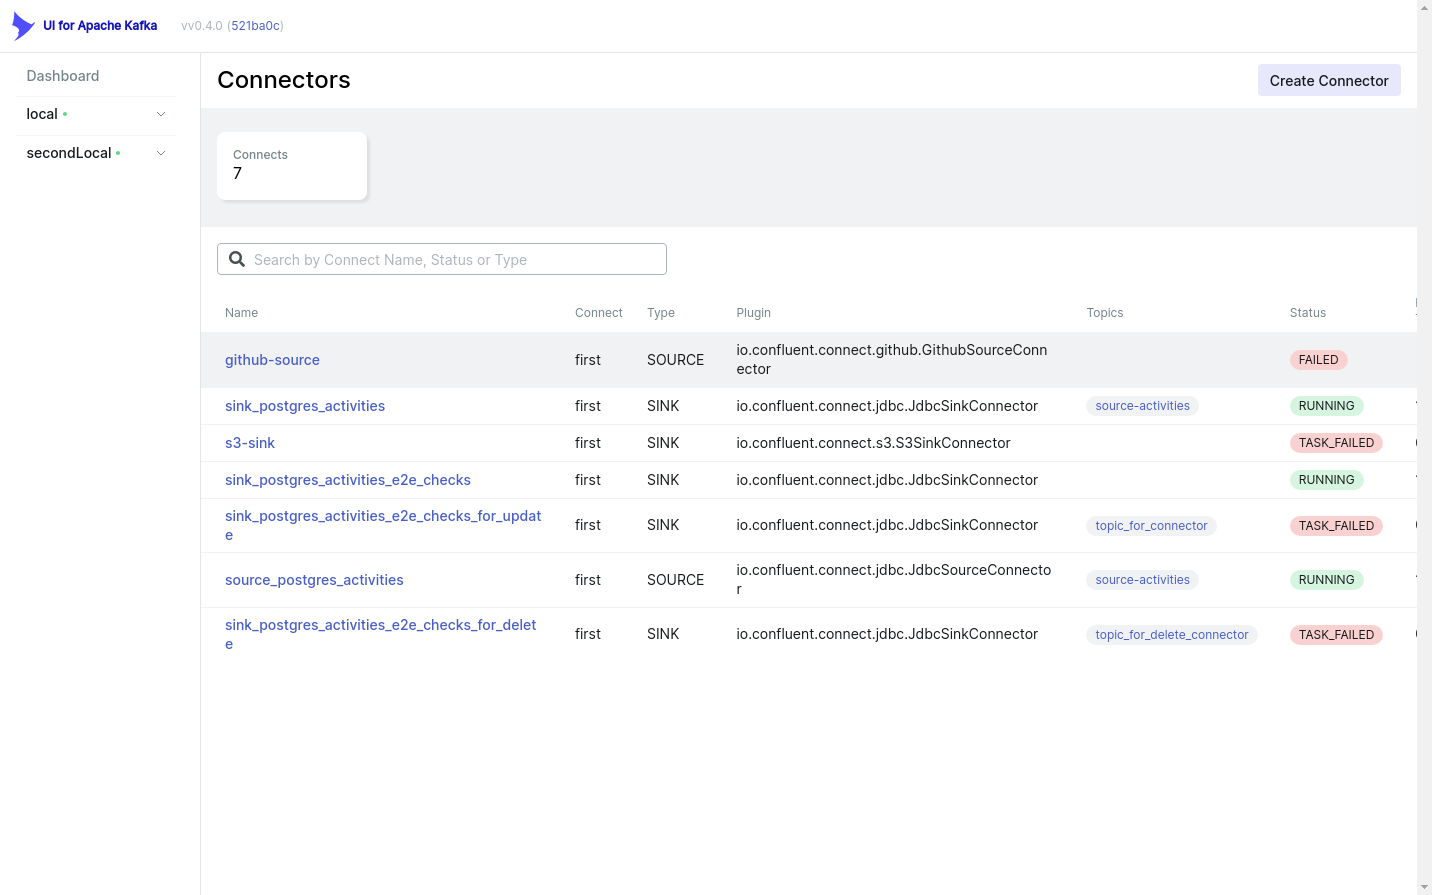 UI for Apache Kafka
vv0.4.0 (521ba0c)
Dashboard
local
secondLocal
Connectors
Create Connector
Connects
7
Search by Connect Name, Status or Type
Name Connect Type Plugin Topics Status
github-source first SOURCE io.confluent.connect.github.GithubSourceConn
ector FAILED
sink_postgres_activities first SINK io.confluent.connect.jdbc.JdbcSinkConnector source-activities RUNNING
s3-sink first SINK io.confluent.connect.s3.S3SinkConnector TASK_FAILED
sink_postgres_activities_e2e_checks first SINK io.confluent.connect.jdbc.JdbcSinkConnector RUNNING
sink_postgres_activities_e2e_checks_for_updat
e first SINK io.confluent.connect.jdbc.JdbcSinkConnector topic_for_connector TASK_FAILED
source_postgres_activities first SOURCE io.confluent.connect.jdbc.JdbcSourceConnecto
r source-activities RUNNING
sink_postgres_activities_e2e_checks_for_delet
e first SINK io.confluent.connect.jdbc.JdbcSinkConnector topic_for_delete_connector TASK_FAILED